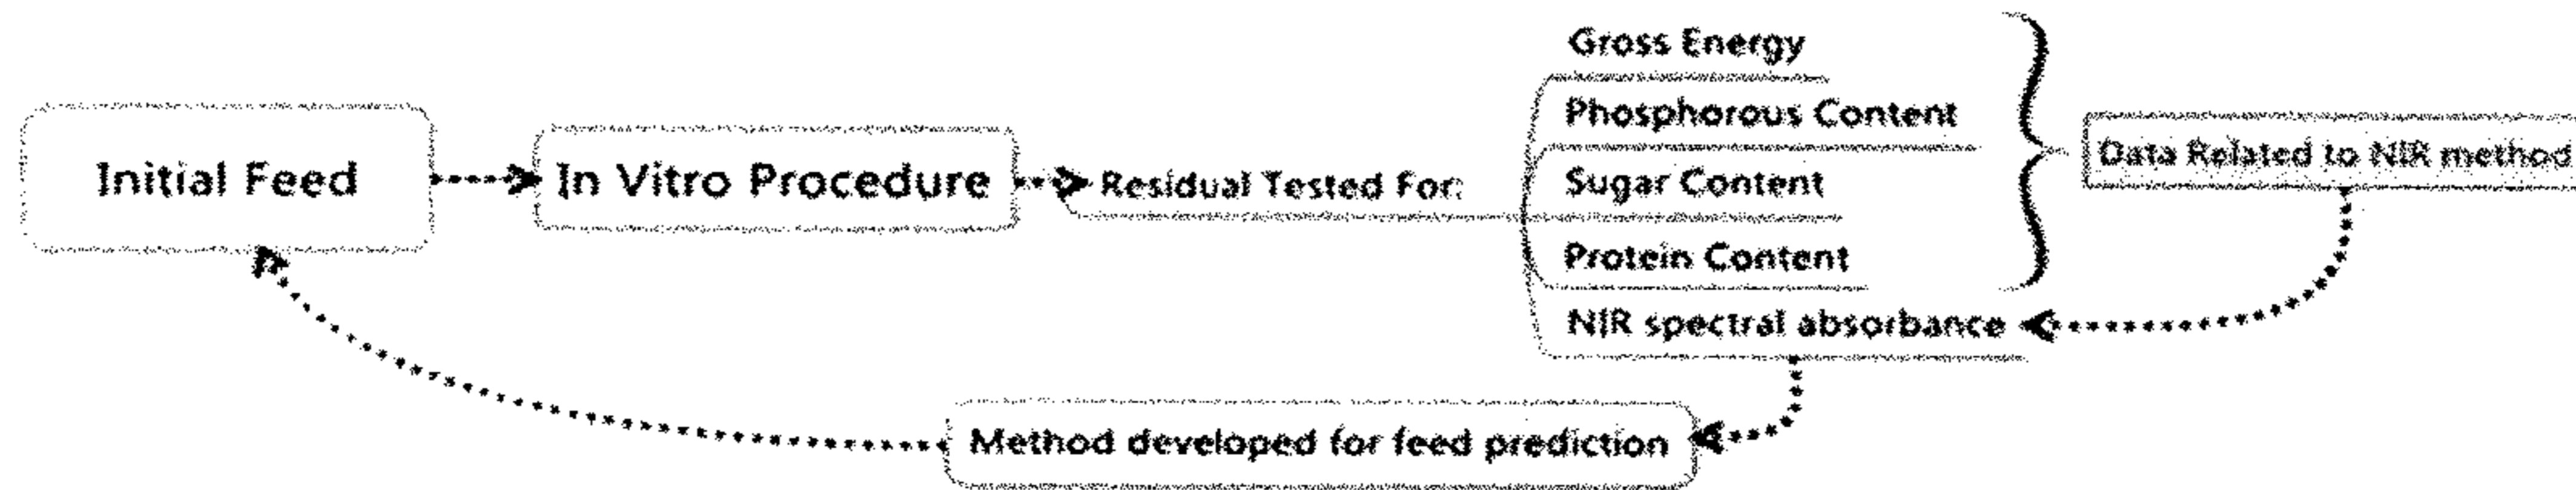 Initial Feed
In Vitro Procedure
Residual Tested For:
Gross Energy
Phosphorous Content
Sugar Content
Protein Content
NIR spectral absorbance
Data Related to NIR method
Method developed for feed prediction